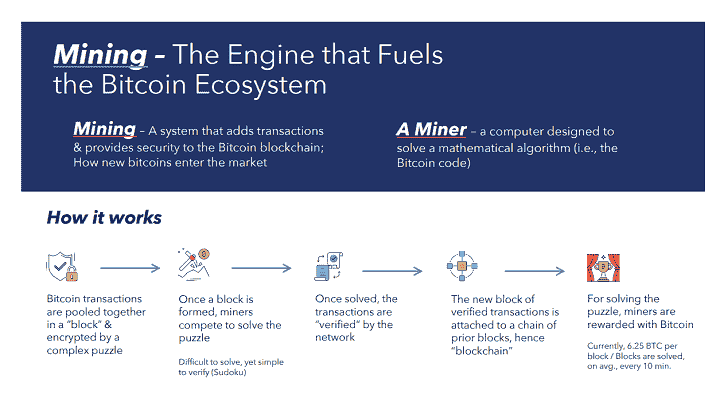 Mining – The Engine that Fuels
the Bitcoin Ecosystem
Mining – A system that adds transactions
& provides security to the Bitcoin blockchain;
How new bitcoins enter the market
A Miner – a computer designed to
solve a mathematical algorithm (i.e., the
Bitcoin code)
How it works
Bitcoin transactions
are pooled together
in a “block” &
encrypted by a
complex puzzle
Once a block is
formed, miners
compete to solve the
puzzle
Difficult to solve, yet simple
to verify (Sudoku)
Once solved, the
transactions are
“verified” by the
network
The new block of
verified transactions is
attached to a chain of
prior blocks, hence
“blockchain”
For solving the
puzzle, miners are
rewarded with Bitcoin
Currently, 6.25 BTC per
block / Blocks are solved,
on avg., every 10 min.